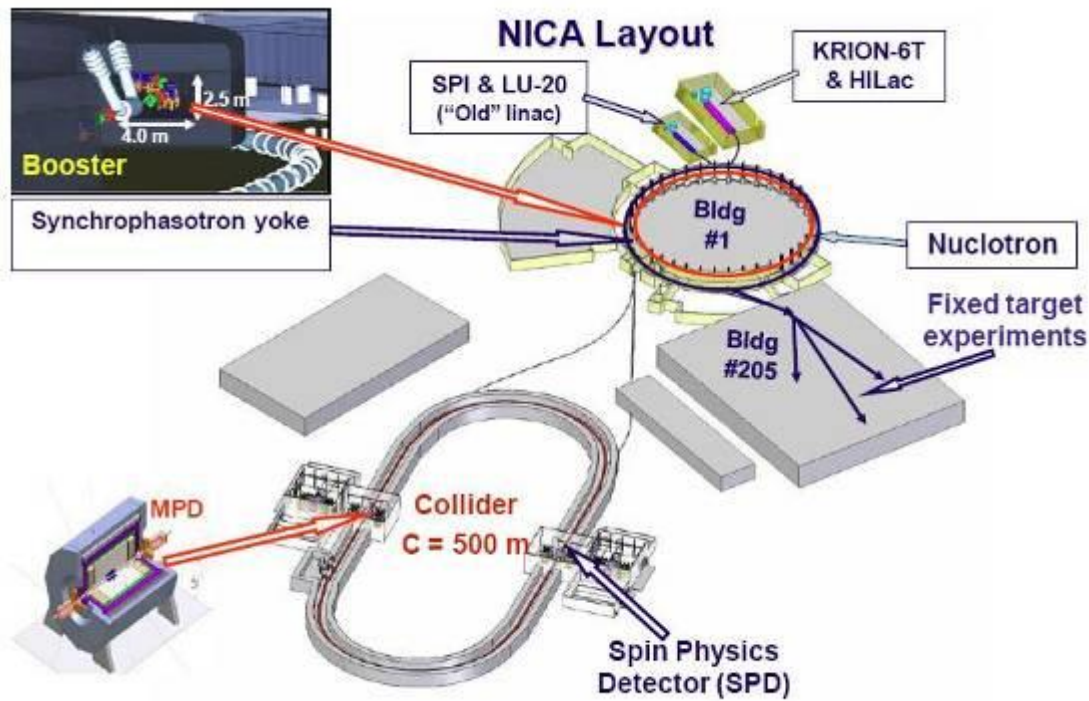 NICA Layout
2.5 m
4.0 m
Booster
SPI & LU-20
("Old" linac)
KRION-6T
& HILac
Synchrophasotron yoke
Bldg
#1
Nuclotron
Fixed target
experiments
Bldg
#205
MPD
Collider
C = 500 m
Spin Physics
Detector (SPD)